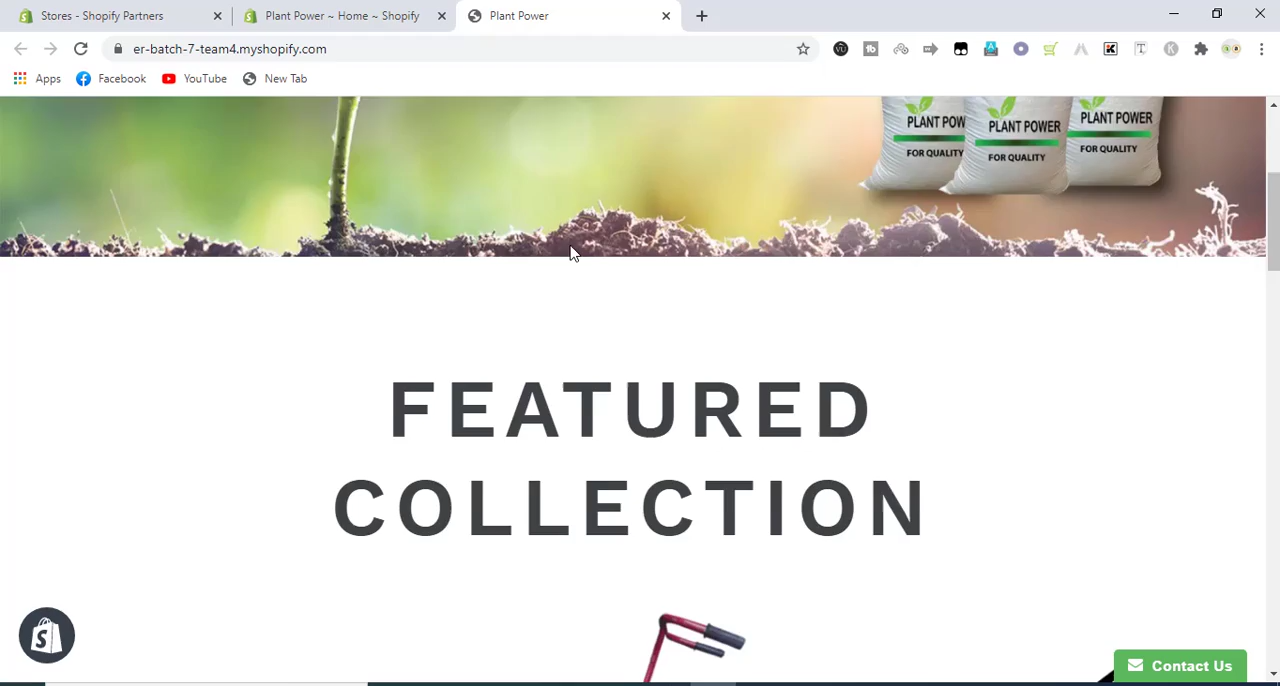 Stores - Shopify Partners
Plant Power ~ Home ~ Shopify
Plant Power
er-batch-7-team4.myshopify.com
Apps
Facebook
YouTube
New Tab
PLANT POW
FOR QUALITY
PLANT POWER
FOR QUALITY
PLANT POWER
FOR QUALITY
FEATURED
COLLECTION
Contact Us